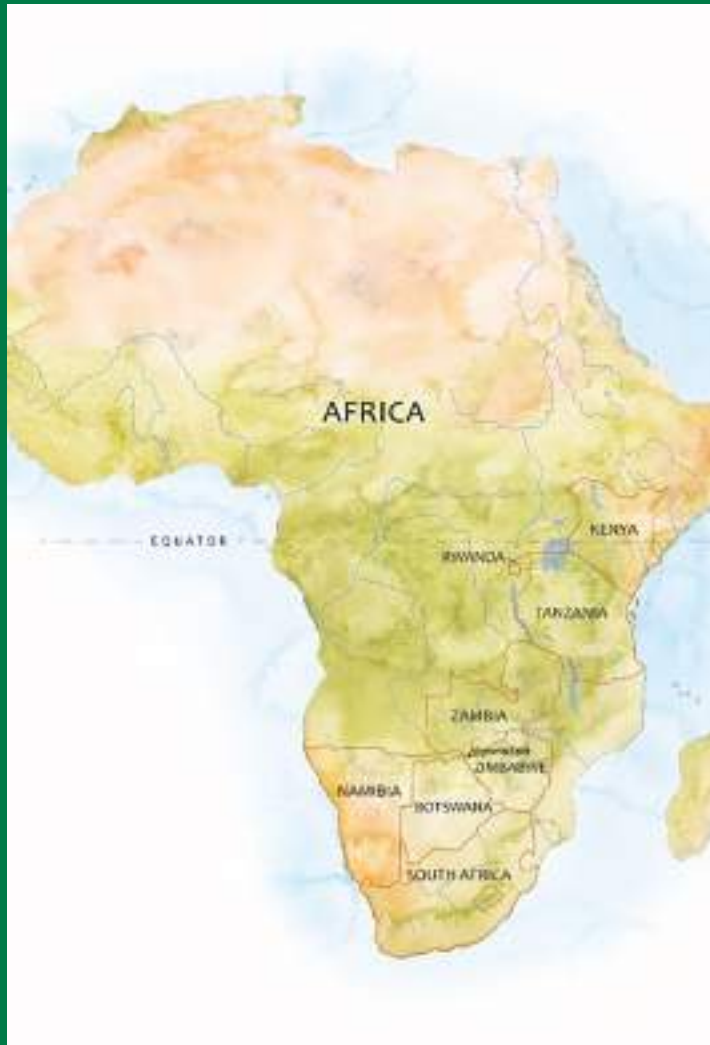 AFRICA
EQUATOR
KENYA
RWANDA
TANZANIA
ZAMBIA
ZIMBABWE
NAMIBIA
BOTSWANA
SOUTH AFRICA